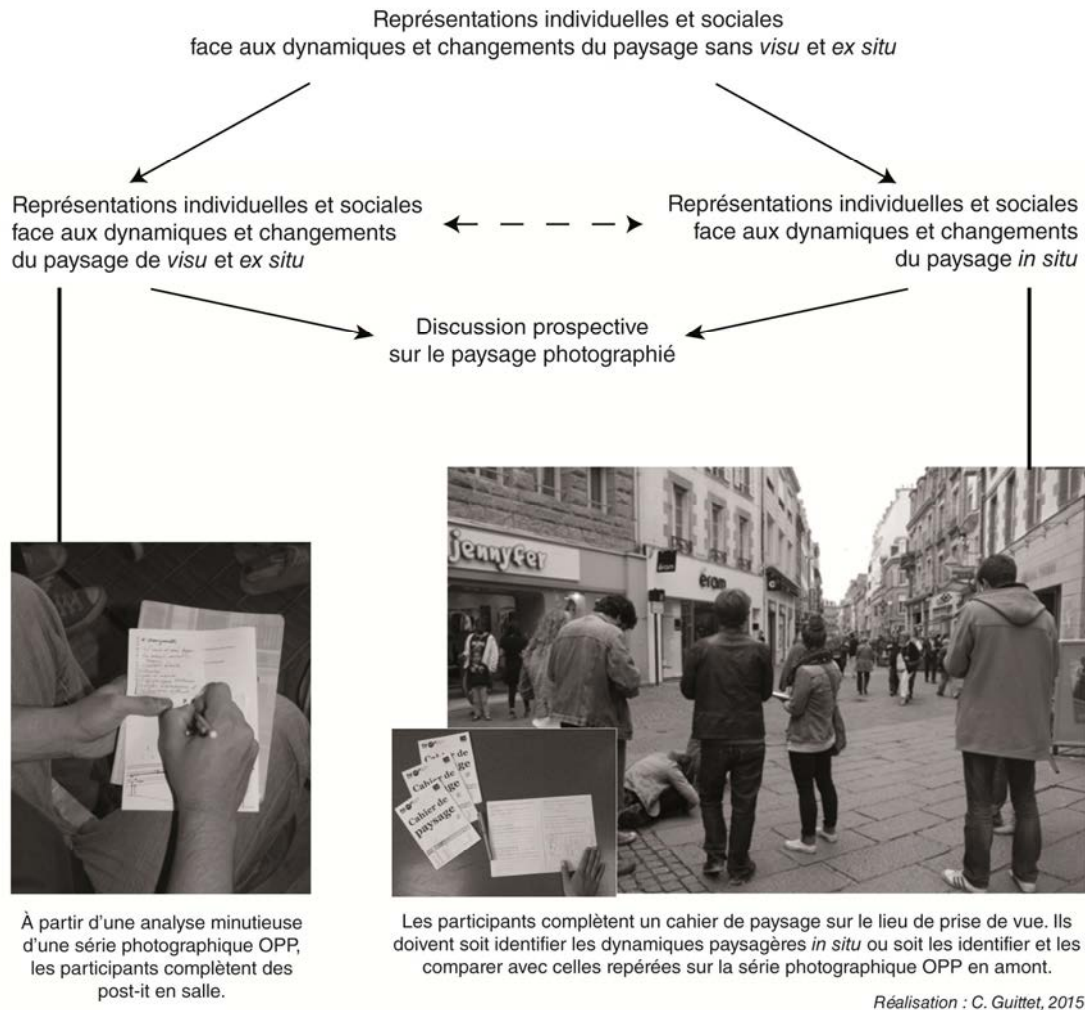 Représentations individuelles et sociales
face aux dynamiques et changements du paysage sans visu et ex situ
Représentations individuelles et sociales
face aux dynamiques et changements
du paysage de visu et ex situ
Représentations individuelles et sociales
face aux dynamiques et changements
du paysage in situ
Discussion prospective
sur le paysage photographié
jennyfer
éram
éram
Cahier de
Cahier de
Cahier de
paysage
À partir d’une analyse minutieuse
d’une série photographique OPP,
les participants complètent des
post-it en salle.
Les participants complètent un cahier de paysage sur le lieu de prise de vue. Ils
doivent soit identifier les dynamiques paysagères in situ ou soit les identifier et les
comparer avec celles repérées sur la série photographique OPP en amont.
Réalisation : C. Guittet, 2015